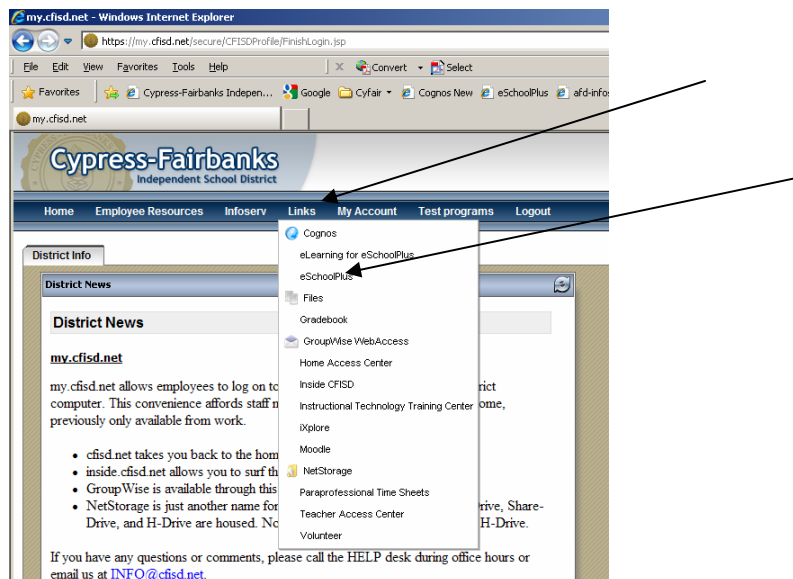 my.cfisd.net - Windows Internet Explorer
https://my.cfisd.net/secure/CFISDProfile/FinishLogin.jsp
File Edit View Favorites Tools Help X Convert Select
Favorites Cypress-Fairbanks Indepen... Google Cyfair Cognos New eSchoolPlus afd-info
my.cfisd.net
Cypress-Fairbanks
Independent School District
Home Employee Resources Infoserv Links My Account Test programs Logout
District Info
District News
District News
my.cfisd.net
my.cfisd.net allows employees to log on to rict
computer. This convenience affords staff ome,
previously only available from work.
• cfisd.net takes you back to the hom
• inside.cfisd.net allows you to surf th
• GroupWise is available through this
• NetStorage is just another name for rive, Share-
Drive, and H-Drive are housed. No H-Drive.
If you have any questions or comments, please call the HELP desk during office hours or
email us at INFO@cfisd.net.
Cognos
eLearning for eSchoolPlus
eSchoolPlus
Files
Gradebook
GroupWise WebAccess
Home Access Center
Inside CFISD
Instructional Technology Training Center
iXplore
Moodle
NetStorage
Paraprofessional Time Sheets
Teacher Access Center
Volunteer